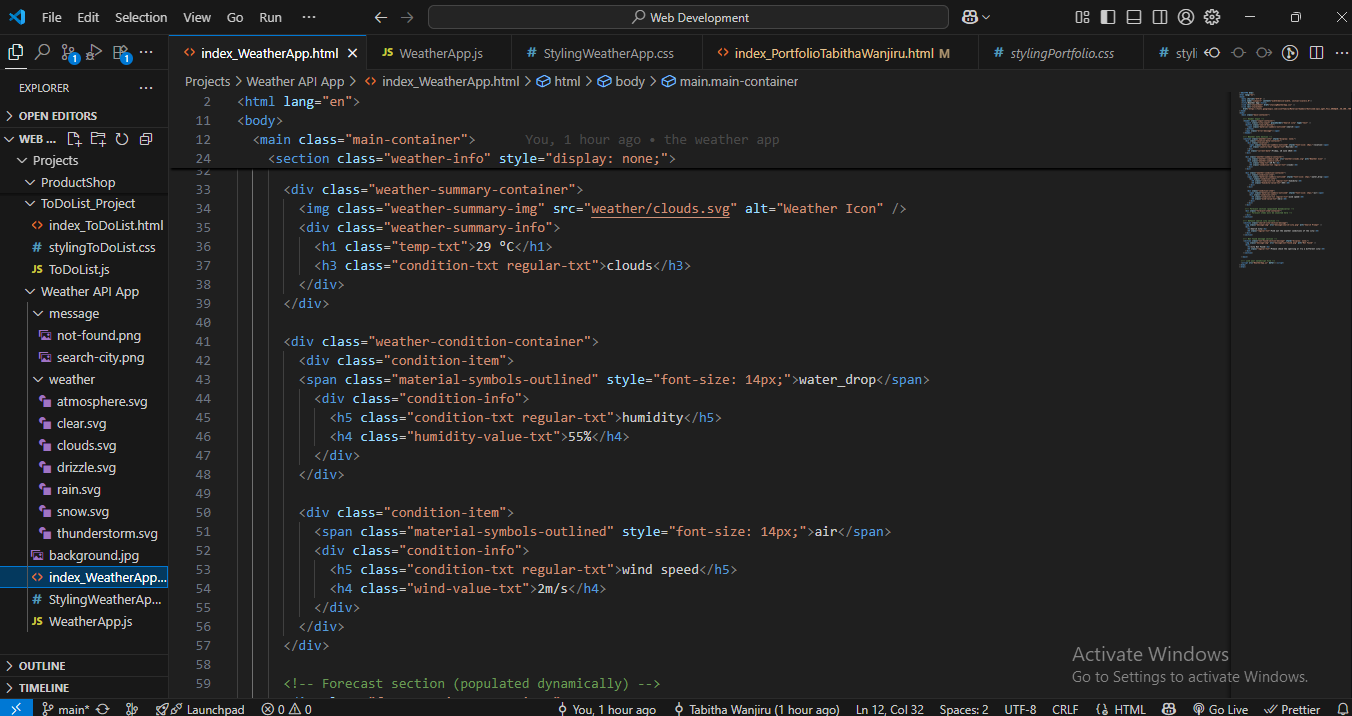 File Edit Selection View Go Run ··· Web Development
EXPLORER ···
OPEN EDITORS
WEB ...
Projects
ProductShop
ToDoList_Project
index_ToDoList.html
# stylingToDoList.css
JS ToDoList.js
Weather API App
message
not-found.png
search-city.png
weather
atmosphere.svg
clear.svg
clouds.svg
drizzle.svg
rain.svg
snow.svg
thunderstorm.svg
background.jpg
index_WeatherApp...
# StylingWeatherAp...
JS WeatherApp.js
OUTLINE
TIMELINE
index_WeatherApp.html JS WeatherApp.js # StylingWeatherApp.css index_PortfolioTabithaWanjiru.html M # stylingPortfolio.css # styli
Projects > Weather API App > index_WeatherApp.html > html > body > main.main-container
2 <html lang="en">
11 <body>
12 <main class="main-container"> You, 1 hour ago • the weather app
24 <section class="weather-info" style="display: none;">
32
33 <div class="weather-summary-container">
34 <img class="weather-summary-img" src="weather/clouds.svg" alt="Weather Icon" />
35 <div class="weather-summary-info">
36 <h1 class="temp-txt">29 °C</h1>
37 <h3 class="condition-txt regular-txt">clouds</h3>
38 </div>
39 </div>
40
41 <div class="weather-condition-container">
42 <div class="condition-item">
43 <span class="material-symbols-outlined" style="font-size: 14px;">water_drop</span>
44 <div class="condition-info">
45 <h5 class="condition-txt regular-txt">humidity</h5>
46 <h4 class="humidity-value-txt">55%</h4>
47 </div>
48 </div>
49
50 <div class="condition-item">
51 <span class="material-symbols-outlined" style="font-size: 14px;">air</span>
52 <div class="condition-info">
53 <h5 class="condition-txt regular-txt">wind speed</h5>
54 <h4 class="wind-value-txt">2m/s</h4>
55 </div>
56 </div>
57 </div>
58
59 <!-- Forecast section (populated dynamically) -->
Activate Windows
Go to Settings to activate Windows.
main* Launchpad 0 0 You, 1 hour ago Tabitha Wanjiru (1 hour ago) Ln 12, Col 32 Spaces: 2 UTF-8 CRLF {} HTML Go Live Prettier